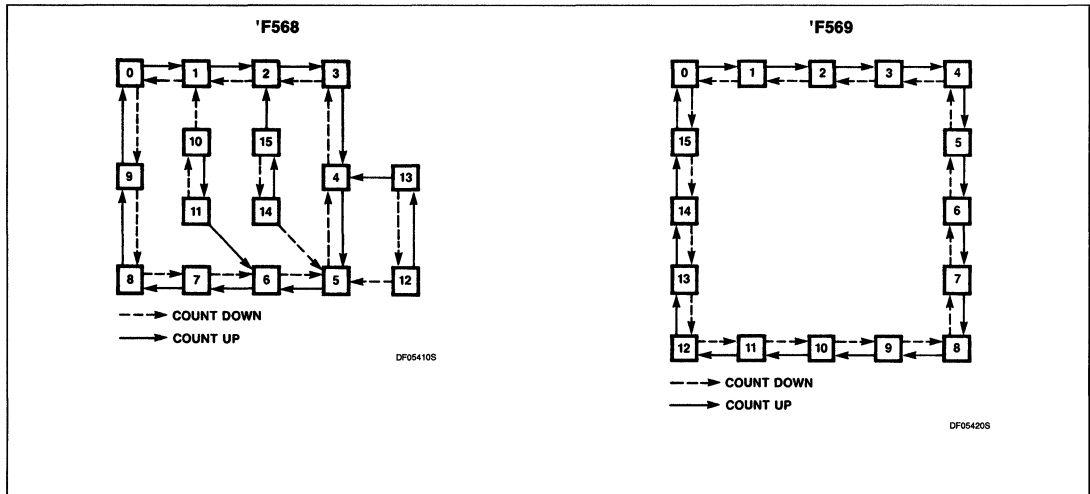 'F568
0 1 2 3
10 15
9 4 13
11 14
8 7 6 5 12
COUNT DOWN
COUNT UP
DF05410S
'F569
0 1 2 3 4
15 5
14 6
13 7
12 11 10 9 8
COUNT DOWN
COUNT UP
DF05420S